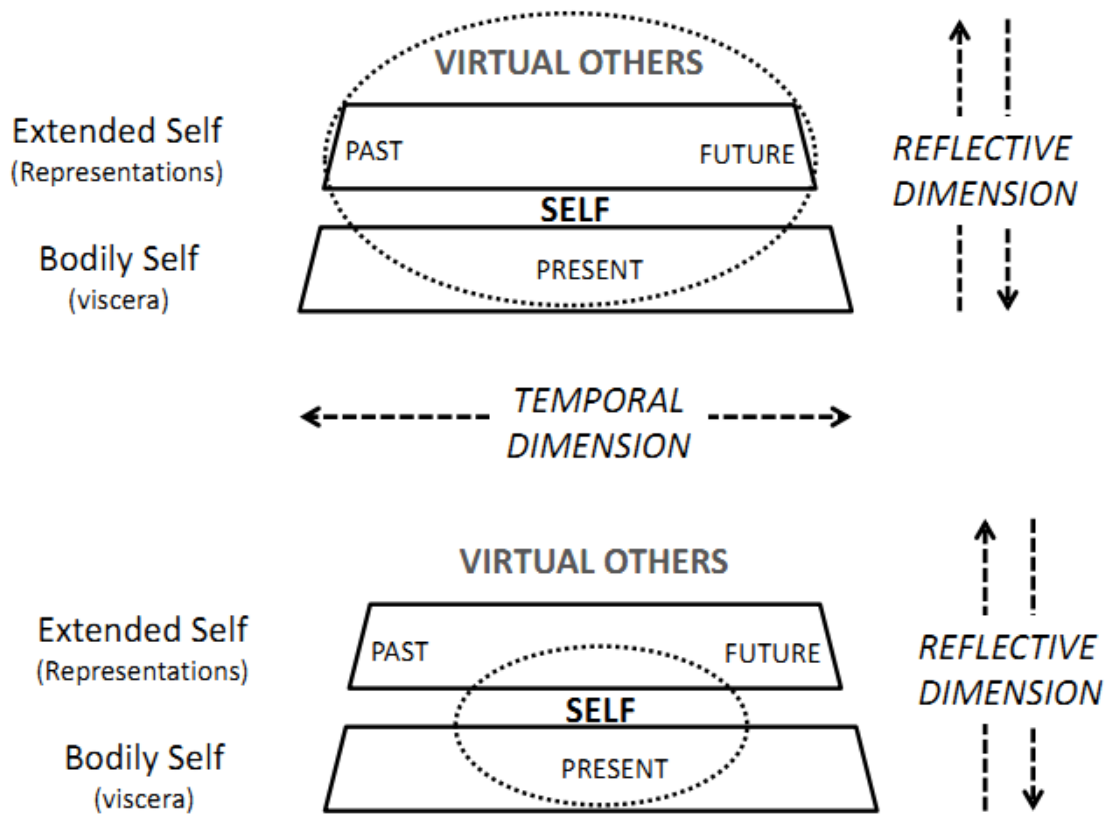 VIRTUAL OTHERS
Extended Self
(Representations)
PAST
FUTURE
REFLECTIVE
DIMENSION
SELF
Bodily Self
(viscera)
PRESENT
TEMPORAL
DIMENSION
VIRTUAL OTHERS
Extended Self
(Representations)
PAST
FUTURE
REFLECTIVE
DIMENSION
SELF
Bodily Self
(viscera)
PRESENT